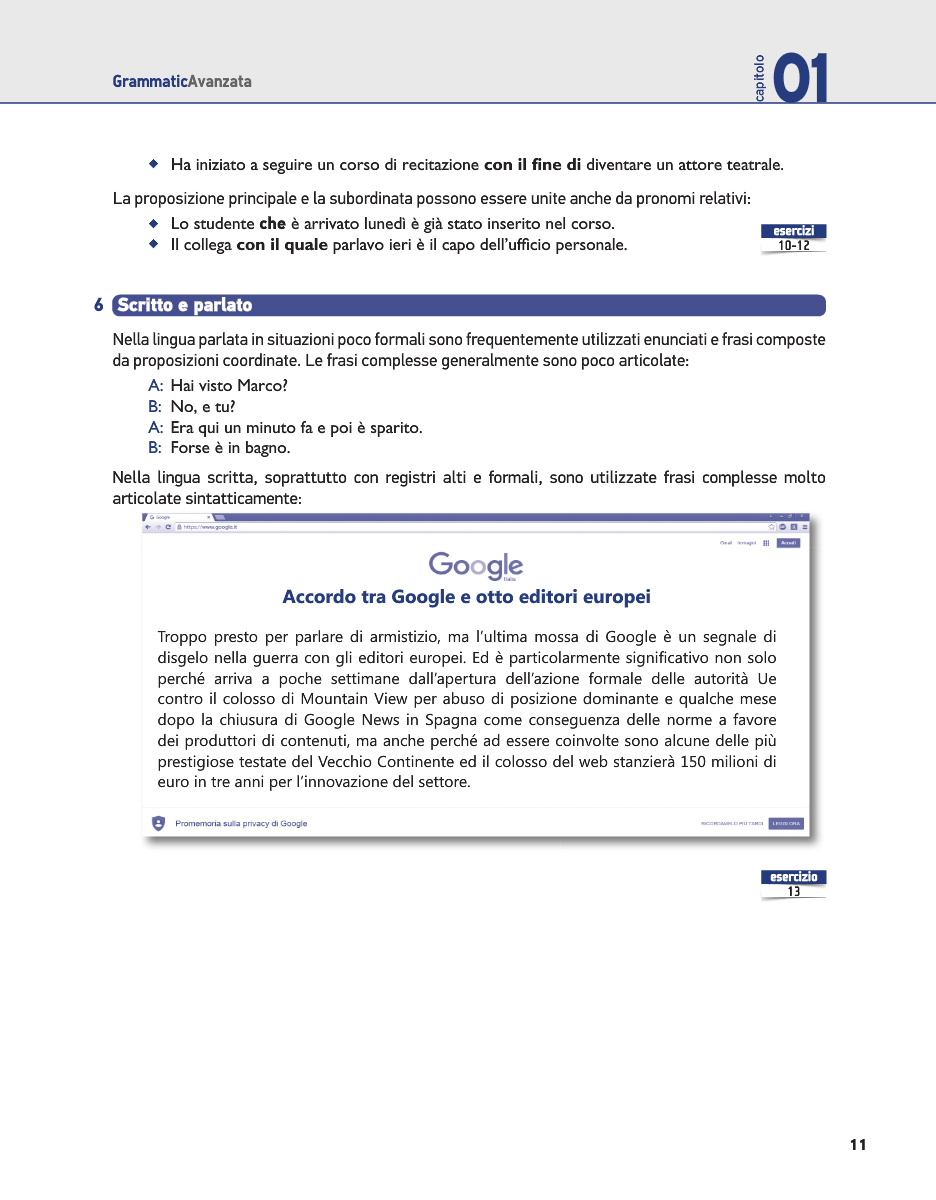 GrammaticAvanzata
capitolo 01
◆ Ha iniziato a seguire un corso di recitazione con il fine di diventare un attore teatrale.
La proposizione principale e la subordinata possono essere unite anche da pronomi relativi:
◆ Lo studente che è arrivato lunedì è già stato inserito nel corso.
◆ Il collega con il quale parlavo ieri è il capo dell'ufficio personale.
esercizi
10-12
6 Scritto e parlato
Nella lingua parlata in situazioni poco formali sono frequentemente utilizzati enunciati e frasi composte
da proposizioni coordinate. Le frasi complesse generalmente sono poco articolate:
A: Hai visto Marco?
B: No, e tu?
A: Era qui un minuto fa e poi è sparito.
B: Forse è in bagno.
Nella lingua scritta, soprattutto con registri alti e formali, sono utilizzate frasi complesse molto
articolate sintatticamente:
Google
https://www.google.it
Gmail Immagini Accedi
Google
Italia
Accordo tra Google e otto editori europei
Troppo presto per parlare di armistizio, ma l'ultima mossa di Google è un segnale di
disgelo nella guerra con gli editori europei. Ed è particolarmente significativo non solo
perché arriva a poche settimane dall'apertura dell'azione formale delle autorità Ue
contro il colosso di Mountain View per abuso di posizione dominante e qualche mese
dopo la chiusura di Google News in Spagna come conseguenza delle norme a favore
dei produttori di contenuti, ma anche perché ad essere coinvolte sono alcune delle più
prestigiose testate del Vecchio Continente ed il colosso del web stanzierà 150 milioni di
euro in tre anni per l'innovazione del settore.
Promemoria sulla privacy di Google
RICORDAMELO PIÙ TARDI LEGGI ORA
esercizio
13
11